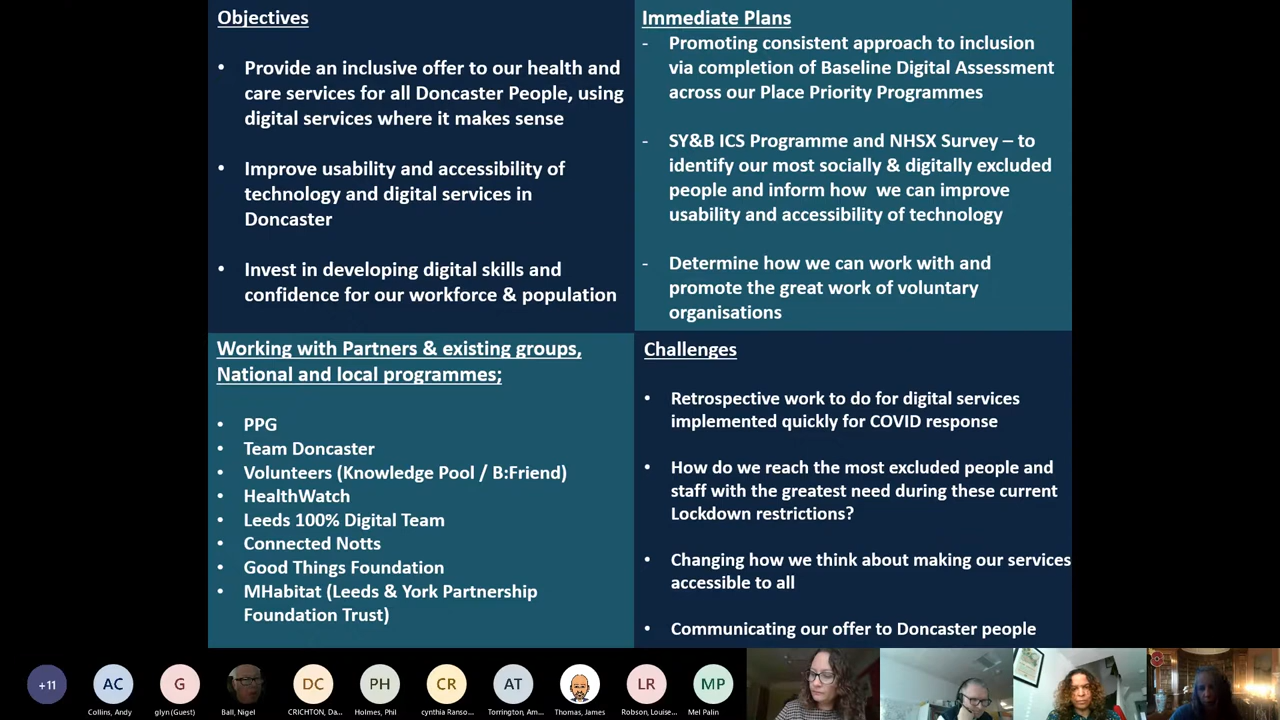 Objectives
• Provide an inclusive offer to our health and
care services for all Doncaster People, using
digital services where it makes sense
• Improve usability and accessibility of
technology and digital services in
Doncaster
• Invest in developing digital skills and
confidence for our workforce & population
Immediate Plans
- Promoting consistent approach to inclusion
via completion of Baseline Digital Assessment
across our Place Priority Programmes
- SY&B ICS Programme and NHSX Survey – to
identify our most socially & digitally excluded
people and inform how we can improve
usability and accessibility of technology
- Determine how we can work with and
promote the great work of voluntary
organisations
Working with Partners & existing groups,
National and local programmes;
• PPG
• Team Doncaster
• Volunteers (Knowledge Pool / B:Friend)
• HealthWatch
• Leeds 100% Digital Team
• Connected Notts
• Good Things Foundation
• MHabitat (Leeds & York Partnership
Foundation Trust)
Challenges
• Retrospective work to do for digital services
implemented quickly for COVID response
• How do we reach the most excluded people and
staff with the greatest need during these current
Lockdown restrictions?
• Changing how we think about making our services
accessible to all
• Communicating our offer to Doncaster people
+11
AC
G
DC
PH
CR
AT
LR
MP
Collins, Andy
glyn (Guest)
Ball, Nigel
CRICHTON, Da...
Holmes, Phil
cynthia Ranso...
Torrington, Am...
Thomas, James
Robson, Louise...
Mel Palin